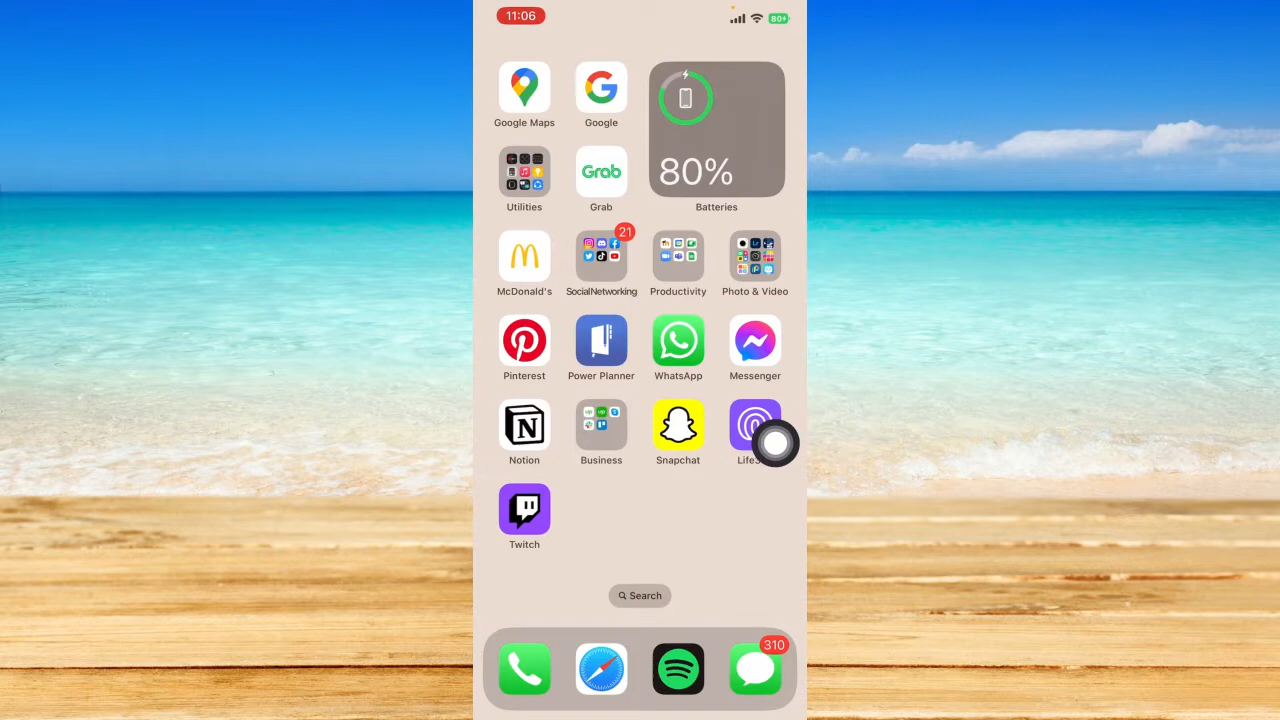 11:06
80+
Google Maps
Google
80%
Batteries
Utilities
Grab
Grab
21
McDonald's
SocialNetworking
Productivity
Photo & Video
Pinterest
Power Planner
WhatsApp
Messenger
Notion
Business
Snapchat
Twitch
Search
310